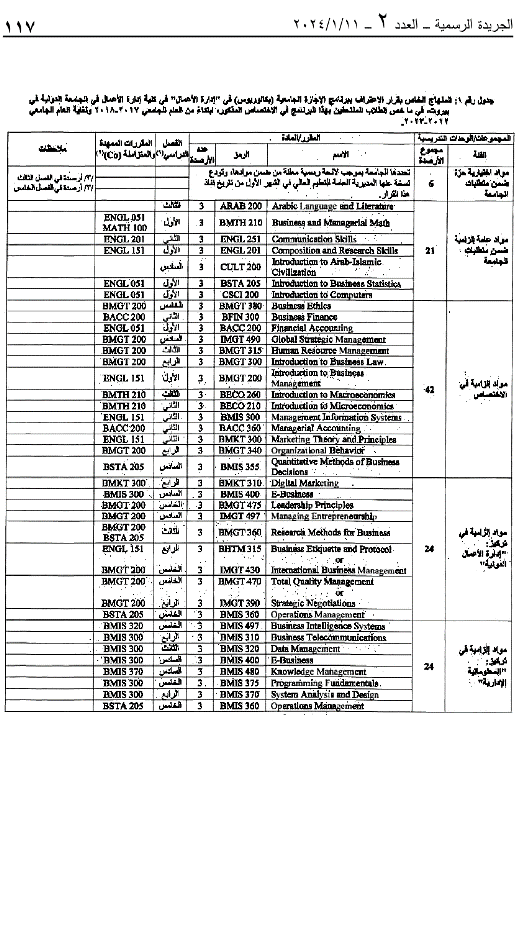 الجريدة الرسمية – العدد ٢ – ٢٠٢٤/١/١١
١١٧
جدول رقم ١: المنهاج الخاص بقرار الاعتراف ببرنامج الإجازة الجامعية (بكالوريوس) في "إدارة الأعمال" في كلية إدارة الأعمال في الجامعة الدولية في
بيروت، في ما خص الطلاب الملتحقين بهذا البرنامج في الاختصاص المذكور، ابتداءً من العام الجامعي ٢٠١٧-٢٠١٨ ولغاية العام الجامعي
٢٠٢٢-٢٠٢٣.
المجموعات/الوحدات التدريسية المقرر/المادة الفصل الدراسي(١) المقررات الممهدة والمتزامنة (Co)(٢) ملاحظات
الفئة مجموع الأرصدة الاسم الرمز عدد الأرصدة
مواد اختيارية حرة ضمن متطلبات الجامعة 6 تحددها الجامعة بموجب لائحة رسمية معلنة من ضمن موادها، وتودع نسخة عنها المديرية العامة للتعليم العالي في الشهر الأول من تاريخ نفاذ هذا القرار. /٣/ أرصدة في الفصل الثالث /٣/ أرصدة في الفصل الخامس
مواد عامة إلزامية ضمن متطلبات الجامعة 21
Arabic Language and Literature ARAB 200 3 الثالث
Business and Managerial Math BMTH 210 3 الأول ENGL 051 MATH 100
Communication Skills ENGL 251 3 الثاني ENGL 201
Composition and Research Skills ENGL 201 3 الأول ENGL 151
Introduction to Arab-Islamic Civilization CULT 200 3 السادس
Introduction to Business Statistics BSTA 205 3 الأول ENGL 051
Introduction to Computers CSCI 200 3 الأول ENGL 051
مواد إلزامية في الاختصاص 42
Business Ethics BMGT 380 3 الخامس BMGT 200
Business Finance BFIN 300 3 الثاني BACC 200
Financial Accounting BACC 200 3 الأول ENGL 051
Global Strategic Management IMGT 490 3 السادس BMGT 200
Human Resource Management BMGT 315 3 الثالث BMGT 200
Introduction to Business Law BMGT 300 3 الرابع BMGT 200
Introduction to Business Management BMGT 200 3 الأول ENGL 151
Introduction to Macroeconomics BECO 260 3 الثالث BMTH 210
Introduction to Microeconomics BECO 210 3 الثاني BMTH 210
Management Information Systems BMIS 300 3 الثاني ENGL 151
Managerial Accounting BACC 360 3 الثاني BACC 200
Marketing Theory and Principles BMKT 300 3 الثاني ENGL 151
Organizational Behavior BMGT 340 3 الرابع BMGT 200
Quantitative Methods of Business Decisions BMIS 355 3 السادس BSTA 205
مواد إلزامية في تركيز: "إدارة الأعمال الدولية" 24
Digital Marketing BMKT 310 3 الرابع BMKT 300
E-Business BMIS 400 3 السادس BMIS 300
Leadership Principles BMGT 475 3 الخامس BMGT 200
Managing Entrepreneurship IMGT 497 3 السادس BMGT 200
Research Methods for Business BMGT 360 3 الثالث BMGT 200 BSTA 205
Business Etiquette and Protocol BHTM 315 3 الرابع ENGL 151
or
International Business Management IMGT 430 3 الخامس BMGT 200
Total Quality Management BMGT 470 3 الخامس BMGT 200
or
Strategic Negotiations IMGT 390 3 الرابع BMGT 200
Operations Management BMIS 360 3 الخامس BSTA 205
مواد إلزامية في تركيز: "المعلوماتية الإدارية" 24
Business Intelligence Systems BMIS 497 3 الخامس BMIS 320
Business Telecommunications BMIS 310 3 الرابع BMIS 300
Data Management BMIS 320 3 الثالث BMIS 300
E-Business BMIS 400 3 السادس BMIS 300
Knowledge Management BMIS 480 3 السادس BMIS 370
Programming Fundamentals BMIS 375 3 الخامس BMIS 300
System Analysis and Design BMIS 370 3 الرابع BMIS 300
Operations Management BMIS 360 3 الخامس BSTA 205